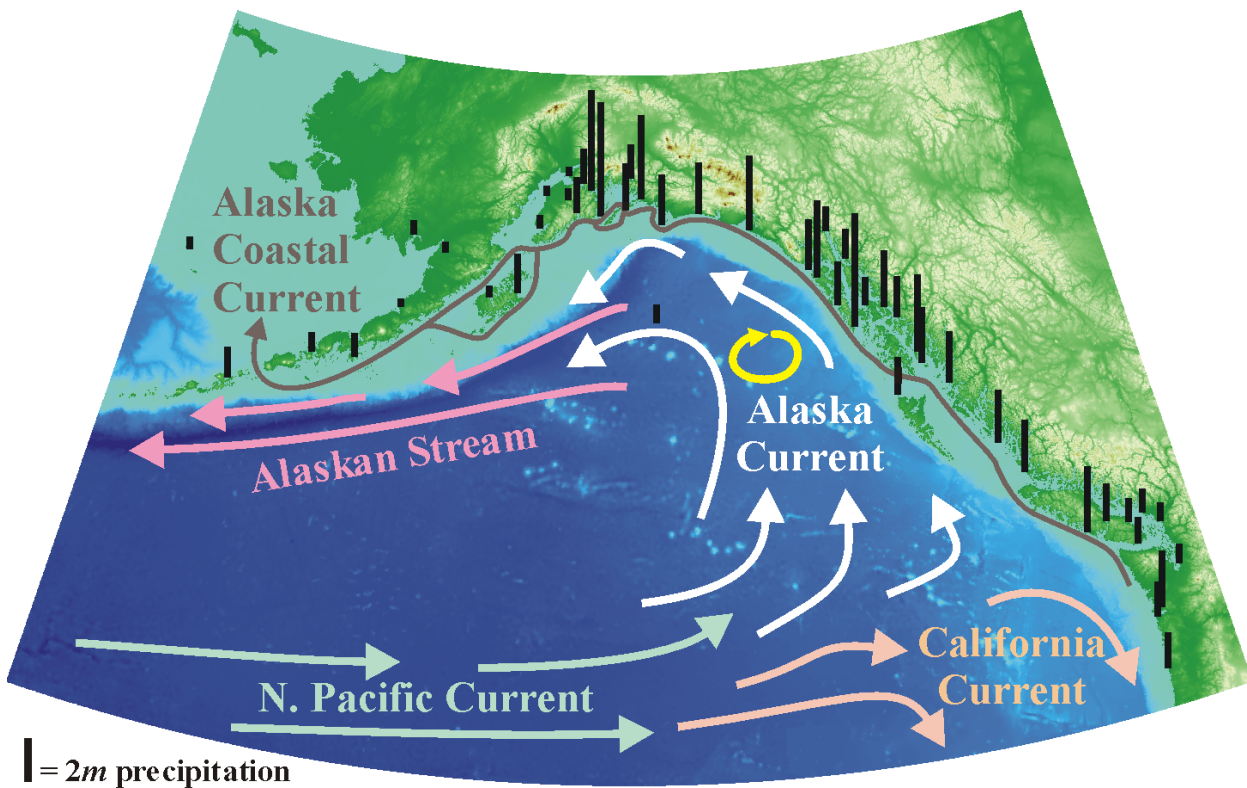 Alaska
Coastal
Current
Alaska
Current
Alaskan Stream
California
Current
N. Pacific Current
= 2m precipitation